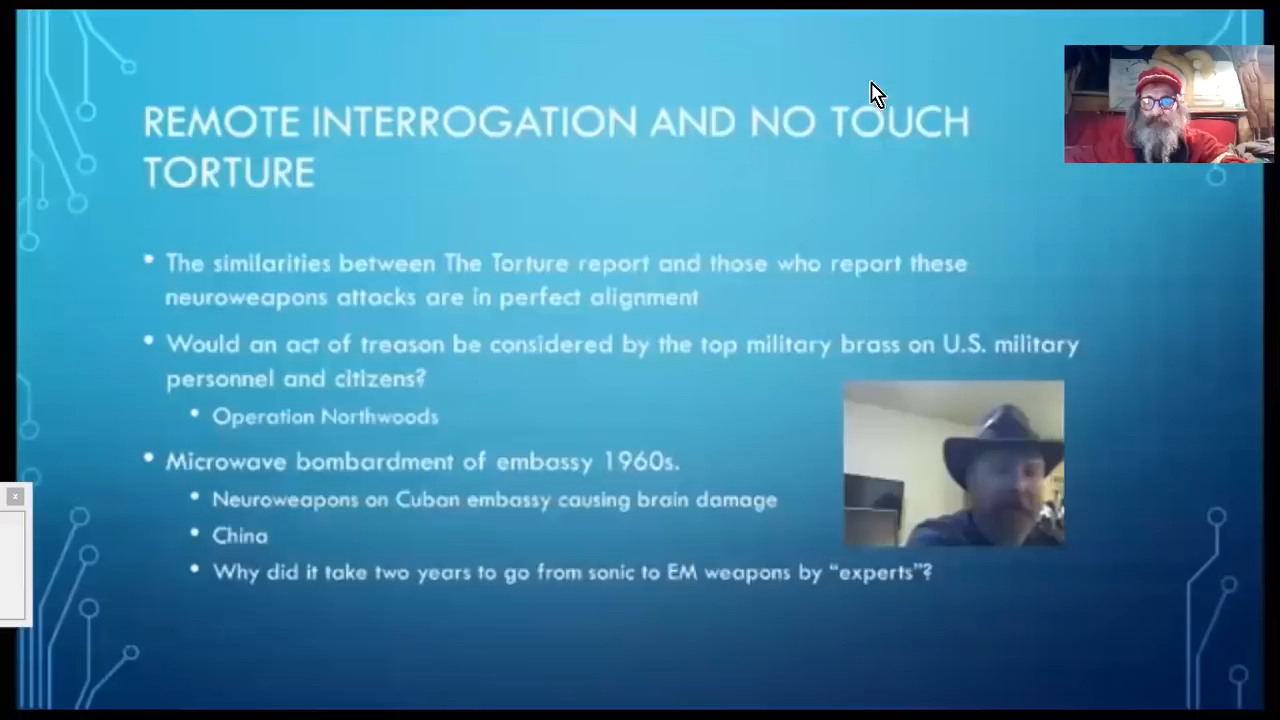 REMOTE INTERROGATION AND NO TOUCH
TORTURE
• The similarities between The Torture report and those who report these
neuroweapons attacks are in perfect alignment
• Would an act of treason be considered by the top military brass on U.S. military
personnel and citizens?
• Operation Northwoods
• Microwave bombardment of embassy 1960s.
• Neuroweapons on Cuban embassy causing brain damage
• China
• Why did it take two years to go from sonic to EM weapons by “experts”?